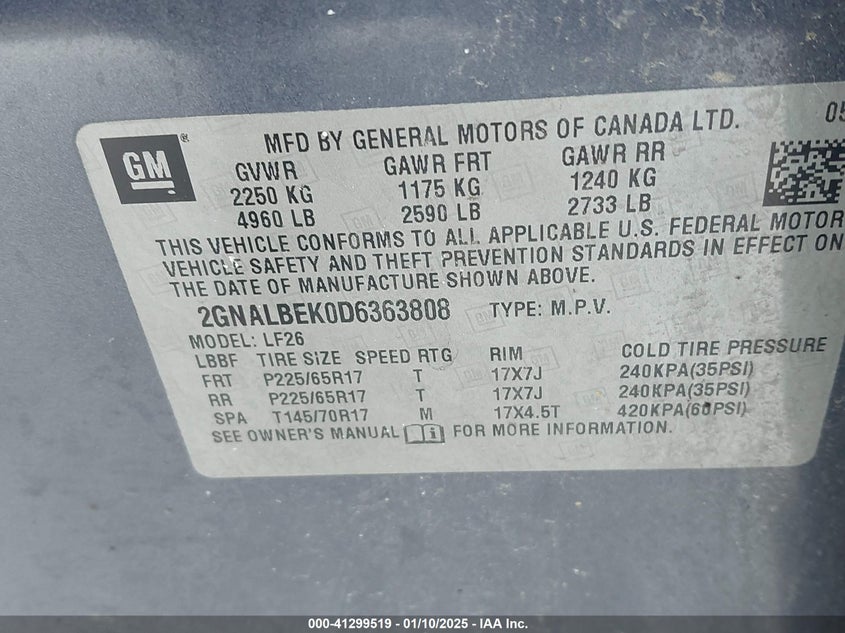 GM ® MFD BY GENERAL MOTORS OF CANADA LTD. 05
GVWR GAWR FRT GAWR RR
2250 KG 1175 KG 1240 KG
4960 LB 2590 LB 2733 LB
THIS VEHICLE CONFORMS TO ALL APPLICABLE U.S. FEDERAL MOTOR
VEHICLE SAFETY AND THEFT PREVENTION STANDARDS IN EFFECT ON
THE DATE OF MANUFACTURE SHOWN ABOVE.
2GNALBEK0D6363808 TYPE: M.P.V.
MODEL: LF26
LBBF TIRE SIZE SPEED RTG RIM COLD TIRE PRESSURE
FRT P225/65R17 T 17X7J 240KPA(35PSI)
RR P225/65R17 T 17X7J 240KPA(35PSI)
SPA T145/70R17 M 17X4.5T 420KPA(60PSI)
SEE OWNER'S MANUAL FOR MORE INFORMATION.
000-41299519 - 01/10/2025 - IAA Inc.